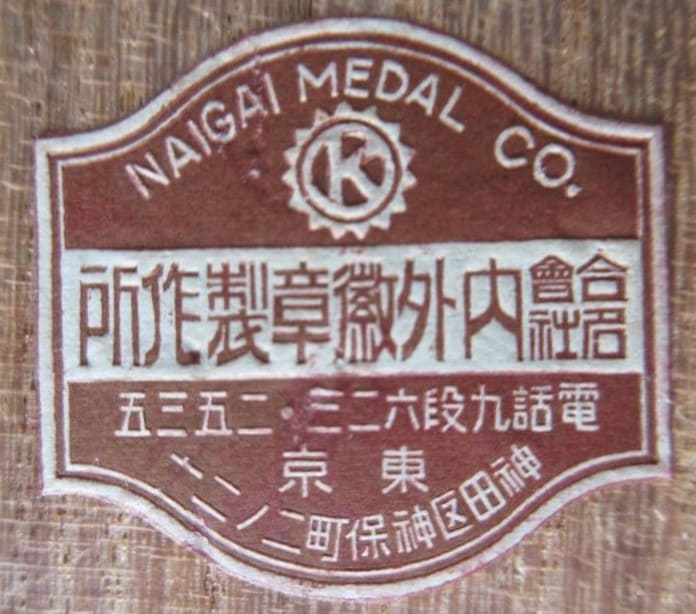 NAIGAI MEDAL CO.
K
合名會社内外徽章製作所
電話九段六二三・二五三五
東京
神田区神保町二ノ